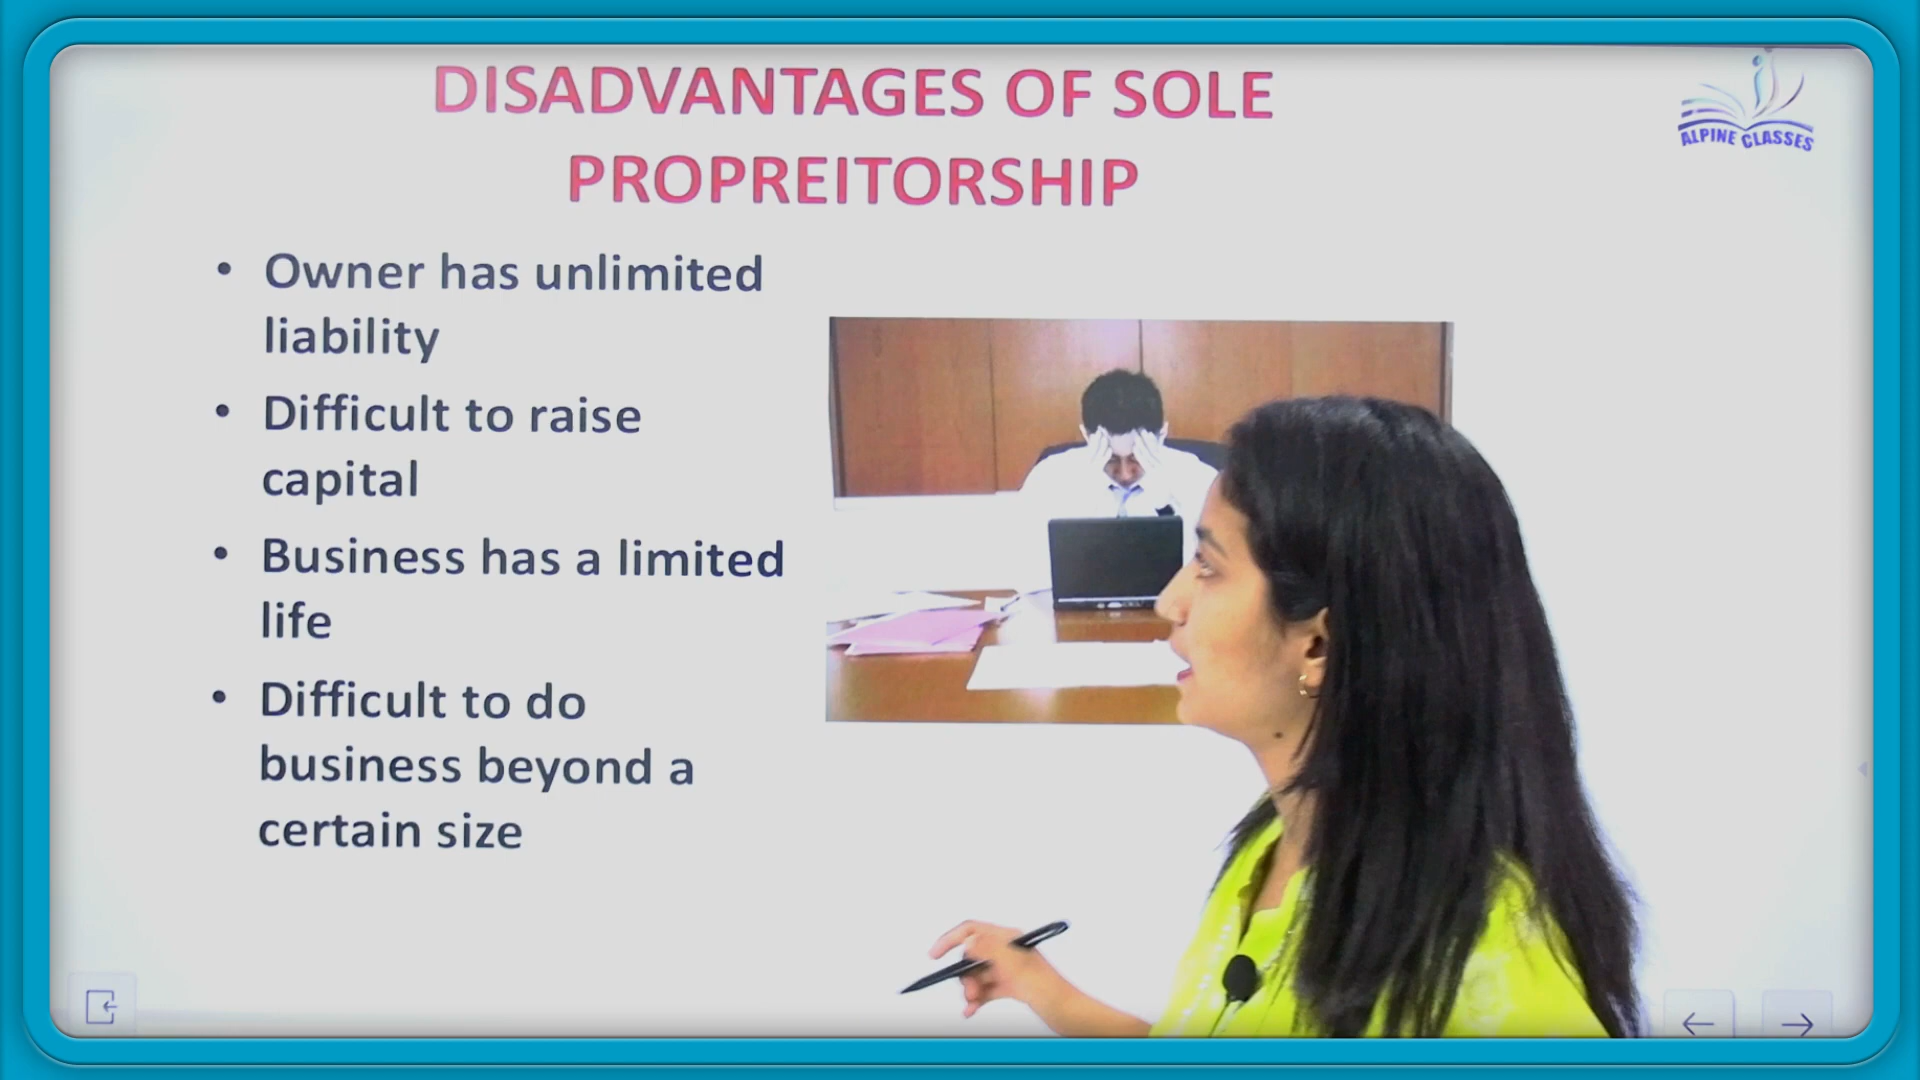 DISADVANTAGES OF SOLE
PROPREITORSHIP
ALPINE CLASSES
• Owner has unlimited
liability
• Difficult to raise
capital
• Business has a limited
life
• Difficult to do
business beyond a
certain size